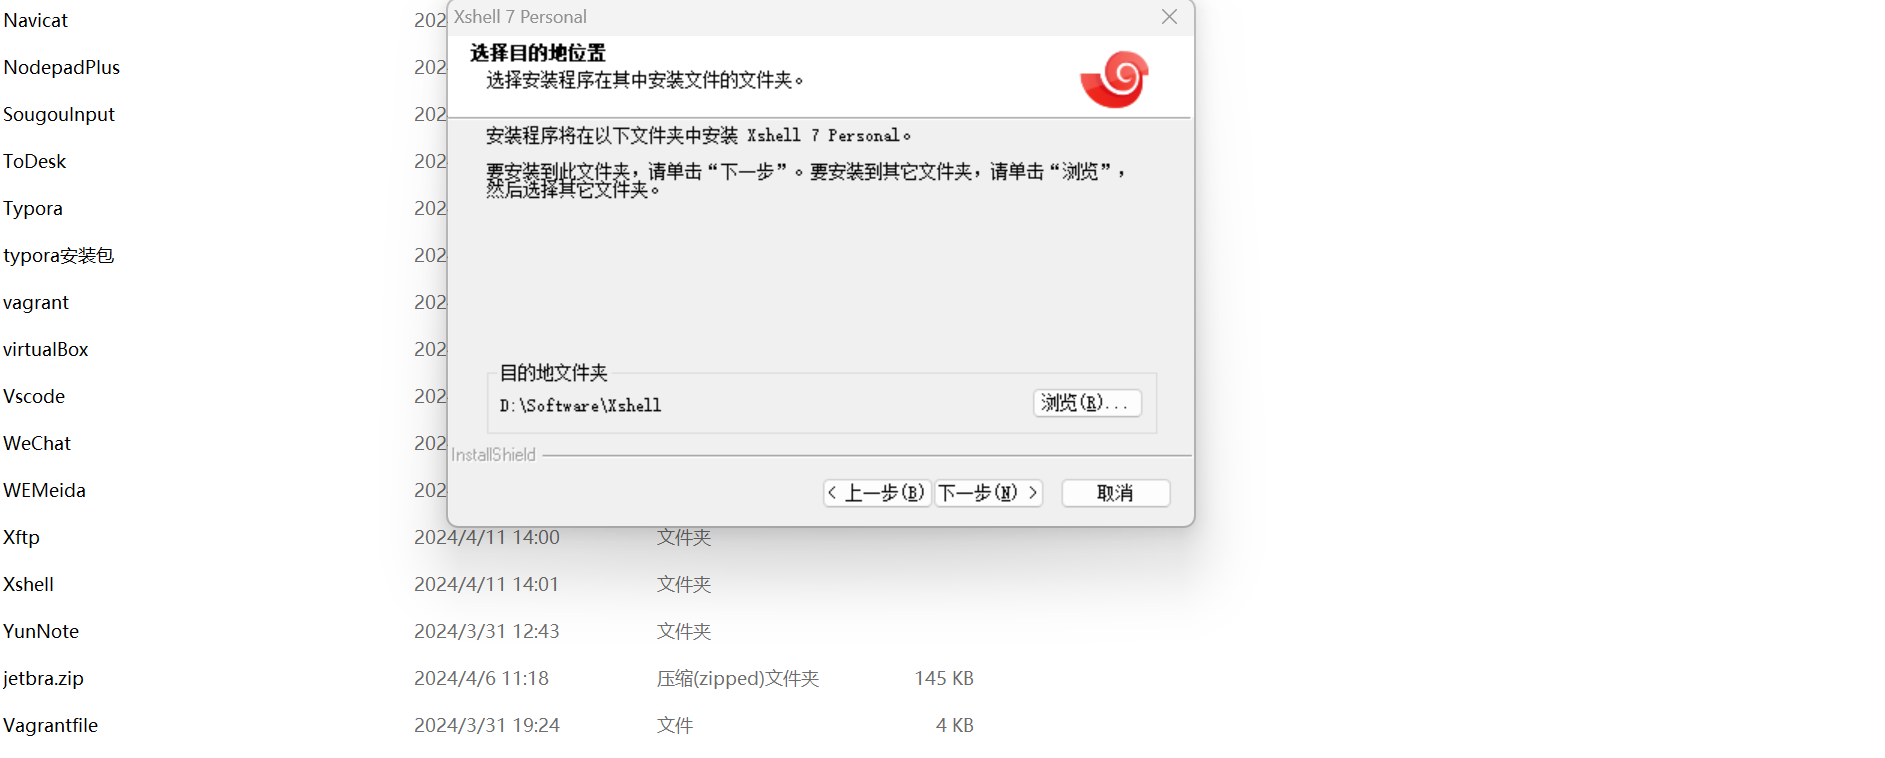 Navicat 202
NodepadPlus 202
SougouInput 202
ToDesk 202
Typora 202
typora安装包 202
vagrant 202
virtualBox 202
Vscode 202
WeChat 202
WEMeida 202
Xftp 2024/4/11 14:00 文件夹
Xshell 2024/4/11 14:01 文件夹
YunNote 2024/3/31 12:43 文件夹
jetbra.zip 2024/4/6 11:18 压缩(zipped)文件夹 145 KB
Vagrantfile 2024/3/31 19:24 文件 4 KB
Xshell 7 Personal
选择目的地位置
选择安装程序在其中安装文件的文件夹。
安装程序将在以下文件夹中安装 Xshell 7 Personal。
要安装到此文件夹，请单击“下一步”。要安装到其它文件夹，请单击“浏览”，
然后选择其它文件夹。
目的地文件夹
D:\Software\Xshell 浏览(R)...
InstallShield
< 上一步(B) 下一步(N) > 取消